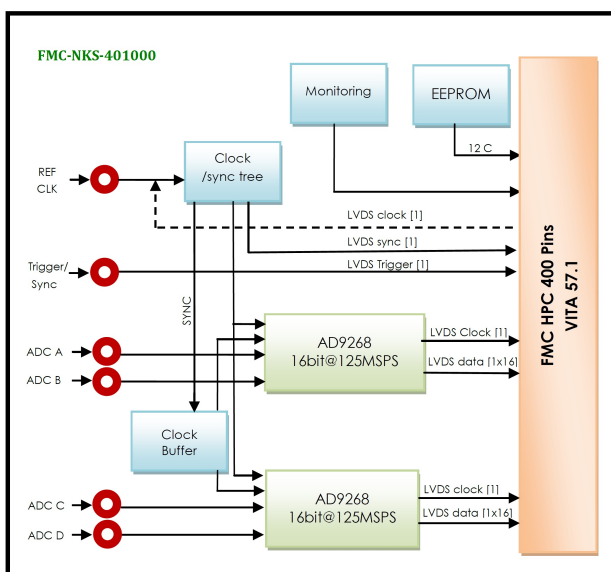 FMC-NKS-401000
Monitoring
EEPROM
12 C
Clock
/sync tree
REF
CLK
LVDS clock [1]
LVDS sync [1]
LVDS Trigger [1]
Trigger/
Sync
SYNC
FMC HPC 400 Pins
VITA 57.1
AD9268
16bit@125MSPS
LVDS Clock [1]
LVDS data [1x16]
ADC A
ADC B
Clock
Buffer
AD9268
16bit@125MSPS
LVDS clock [1]
LVDS data [1x16]
ADC C
ADC D